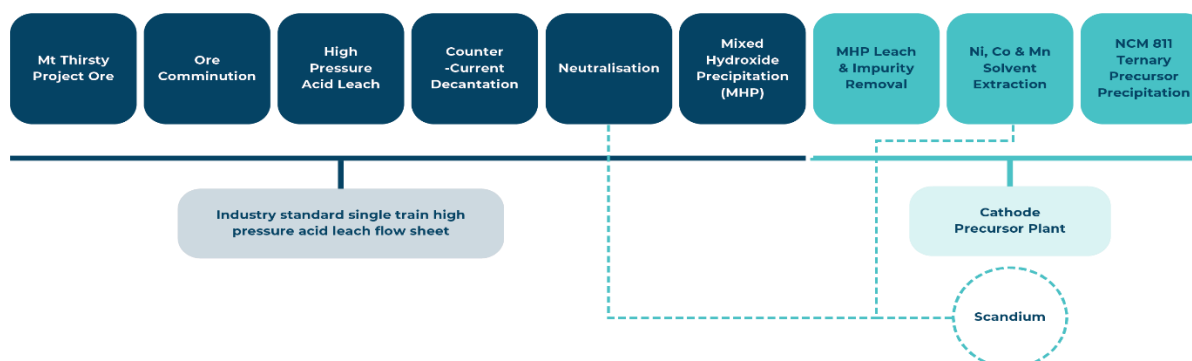 Mt Thirsty
Project Ore
Ore
Comminution
High
Pressure
Acid Leach
Counter
-Current
Decantation
Neutralisation
Mixed
Hydroxide
Precipitation
(MHP)
MHP Leach
& Impurity
Removal
Ni, Co & Mn
Solvent
Extraction
NCM 811
Ternary
Precursor
Precipitation
Industry standard single train high
pressure acid leach flow sheet
Cathode
Precursor Plant
Scandium